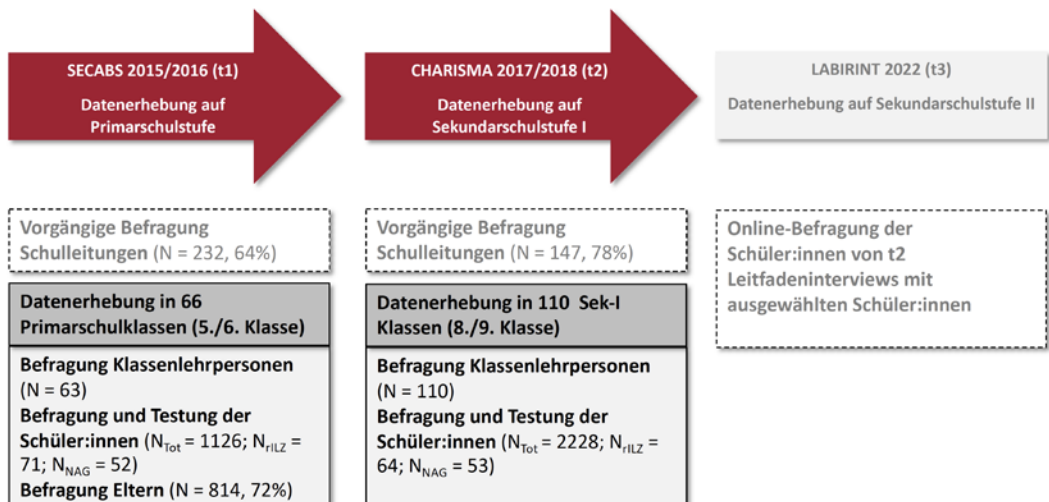 SECABS 2015/2016 (t1)
Datenerhebung auf
Primarschulstufe
CHARISMA 2017/2018 (t2)
Datenerhebung auf
Sekundarschulstufe I
LABIRINT 2022 (t3)
Datenerhebung auf Sekundarschulstufe II
Vorgängige Befragung
Schulleitungen (N = 232, 64%)
Vorgängige Befragung
Schulleitungen (N = 147, 78%)
Online-Befragung der
Schüler:innen von t2
Leitfadeninterviews mit
ausgewählten Schüler:innen
Datenerhebung in 66
Primarschulklassen (5./6. Klasse)
Befragung Klassenlehrpersonen
(N = 63)
Befragung und Testung der
Schüler:innen (NTot = 1126; NrILZ =
71; NNAG = 52)
Befragung Eltern (N = 814, 72%)
Datenerhebung in 110 Sek-I
Klassen (8./9. Klasse)
Befragung Klassenlehrpersonen
(N = 110)
Befragung und Testung der
Schüler:innen (NTot = 2228; NrILZ =
64; NNAG = 53)